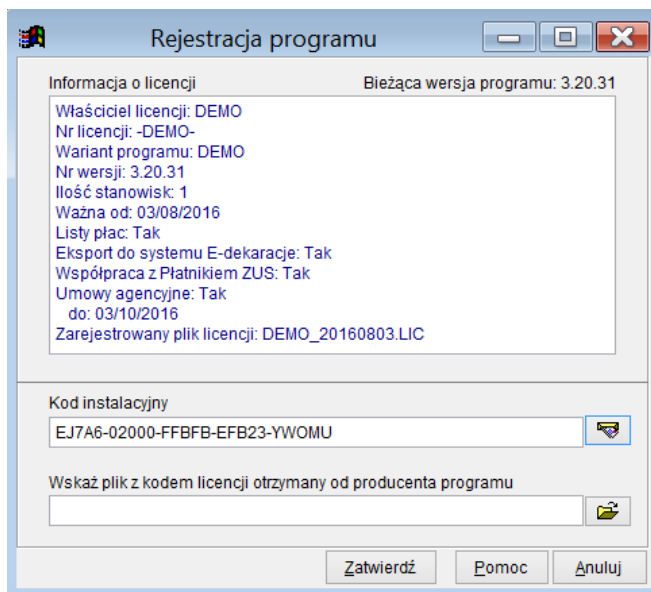 Rejestracja programu
Informacja o licencji Bieżąca wersja programu: 3.20.31
Właściciel licencji: DEMO
Nr licencji: -DEMO-
Wariant programu: DEMO
Nr wersji: 3.20.31
Ilość stanowisk: 1
Ważna od: 03/08/2016
Listy płac: Tak
Eksport do systemu E-dekaracje: Tak
Współpraca z Płatnikiem ZUS: Tak
Umowy agencyjne: Tak
do: 03/10/2016
Zarejestrowany plik licencji: DEMO_20160803.LIC
Kod instalacyjny
EJ7A6-02000-FFBFB-EFB23-YWOMU
Wskaż plik z kodem licencji otrzymany od producenta programu
Zatwierdź Pomoc Anuluj